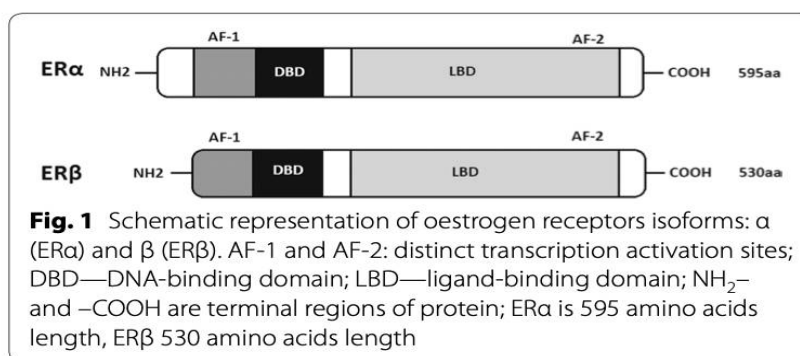 AF-1 AF-2
ERα NH2 DBD LBD COOH 595aa
AF-1 AF-2
ERβ NH2 DBD LBD COOH 530aa
Fig. 1 Schematic representation of oestrogen receptors isoforms: α
(ERα) and β (ERβ). AF-1 and AF-2: distinct transcription activation sites;
DBD—DNA-binding domain; LBD—ligand-binding domain; NH₂–
and –COOH are terminal regions of protein; ERα is 595 amino acids
length, ERβ 530 amino acids length